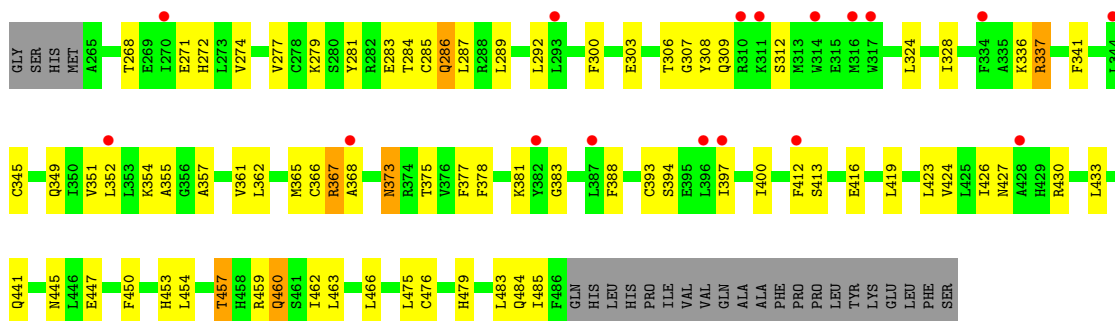 GLY SER HIS MET A265 T268 E269 I270 E271 H272 L273 V274 V277 C278 K279 S280 Y281 R282 E283 T284 C285 Q286 L287 R288 L289 L292 L293 F300 E303 T306 G307 Y308 Q309 R310 K311 S312 M313 W314 E315 M316 W317 L324 I328 F334 A335 K336 R337 F341 L344
C345 Q349 I350 V351 L352 L353 K354 A355 G356 A357 V361 L362 M365 C366 R367 A368 N373 R374 T375 V376 F377 F378 K381 Y382 G383 L387 F388 C393 S394 E395 L396 I397 I400 F412 S413 E416 L419 L423 V424 L425 I426 N427 A428 H429 R430 L433
Q441 N445 L446 E447 F450 H453 L454 T457 H458 R459 Q460 S461 I462 L463 L466 L475 C476 H479 L483 Q484 I485 F486 GLN HIS LEU HIS PRO ILE VAL VAL GLN ALA ALA PHE PRO PRO LEU TYR LYS GLU LEU PHE SER